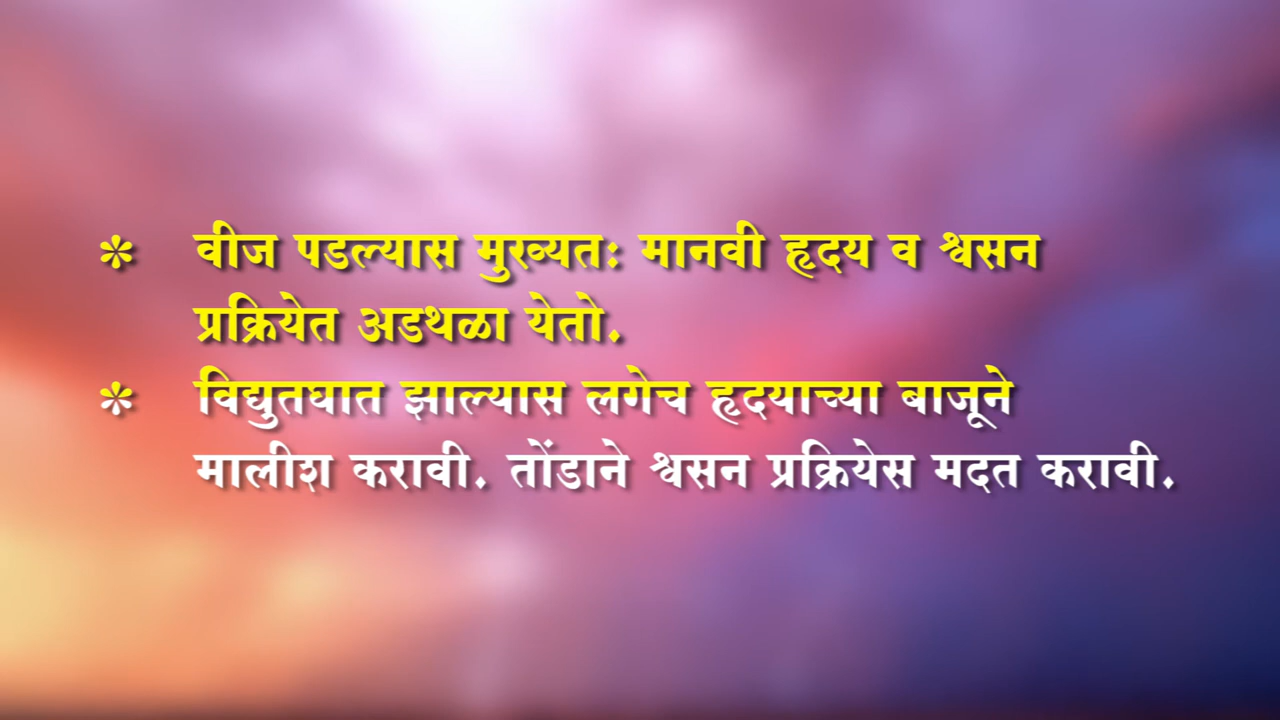 * वीज पडल्यास मुख्यतः मानवी हृदय व श्वसन
प्रक्रियेत अडथळा येतो.
* विद्युतघात झाल्यास लगेच हृदयाच्या बाजूने
मालीश करावी. तोंडाने श्वसन प्रक्रियेस मदत करावी.